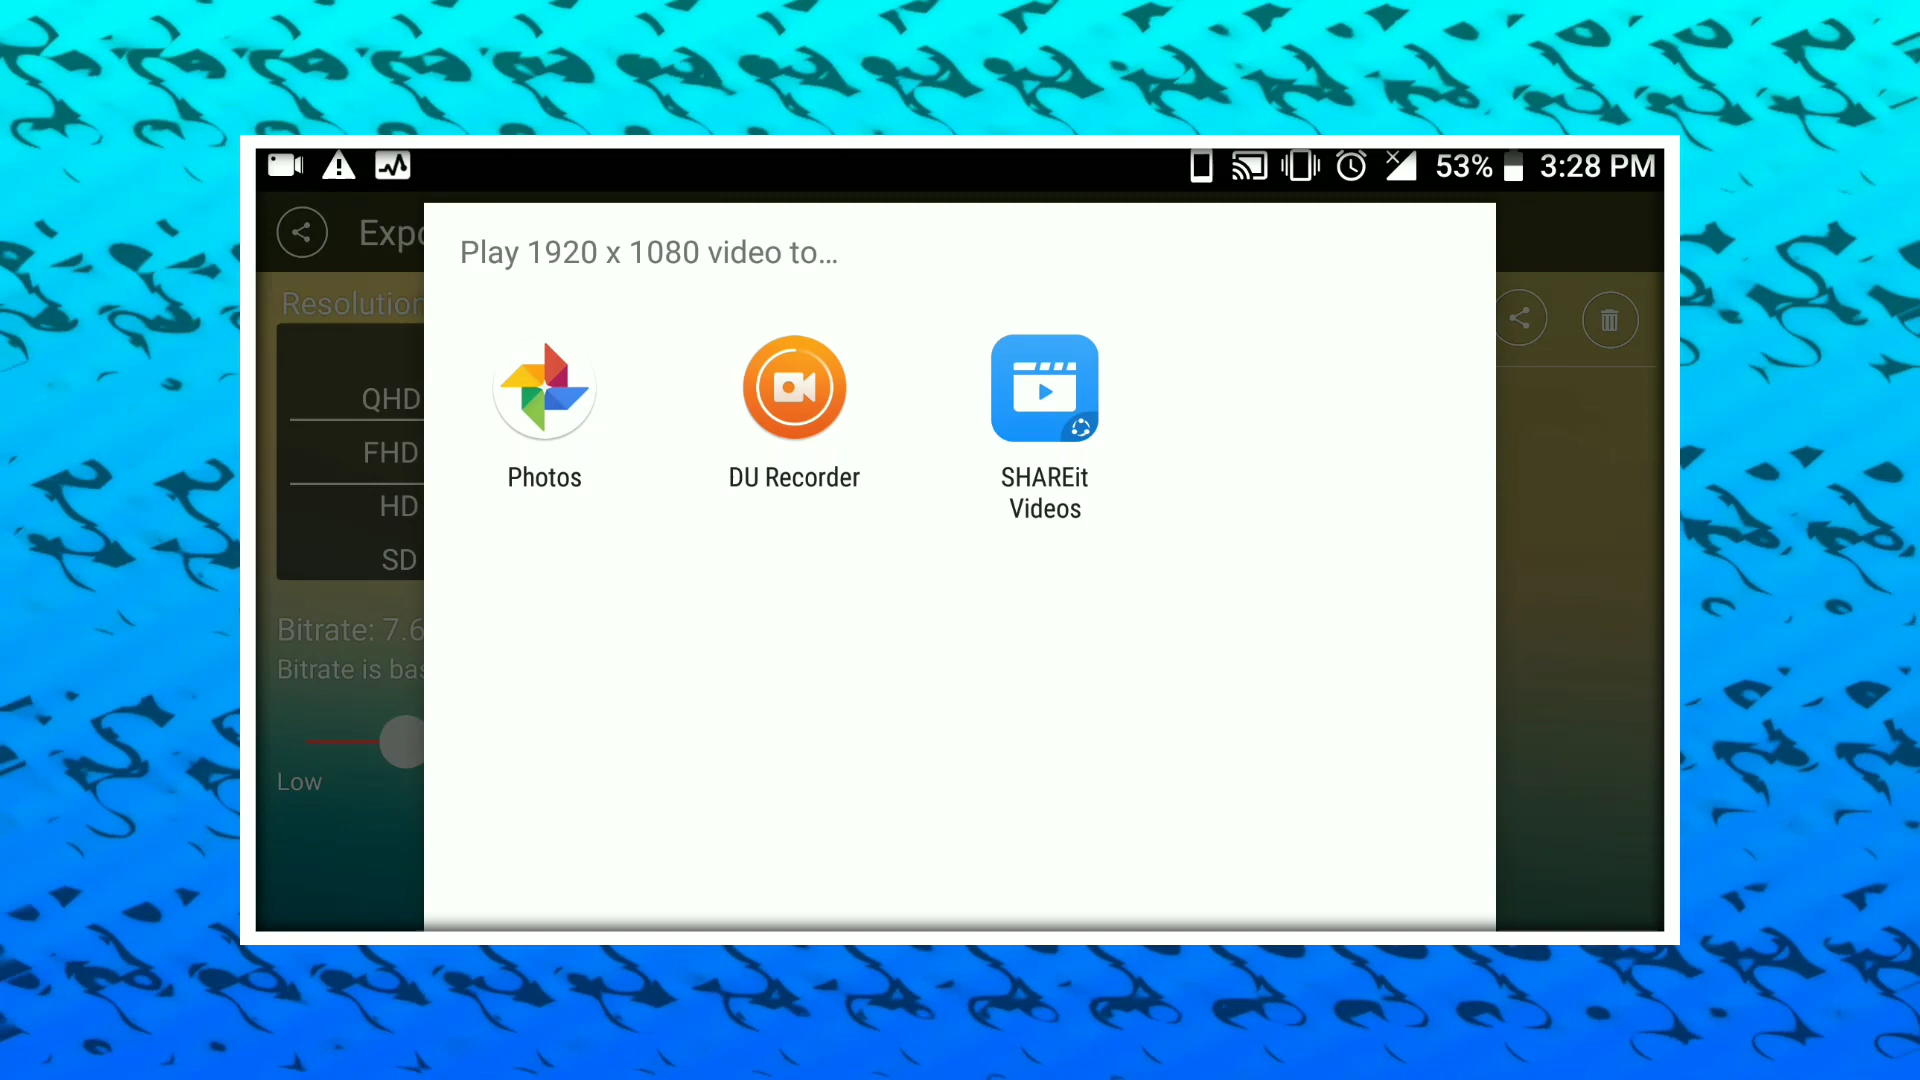 53% 3:28 PM
Expo
Play 1920 x 1080 video to...
Resolution
QHD
FHD
HD
SD
Photos
DU Recorder
SHAREit
Videos
Bitrate: 7.6
Bitrate is bas
Low